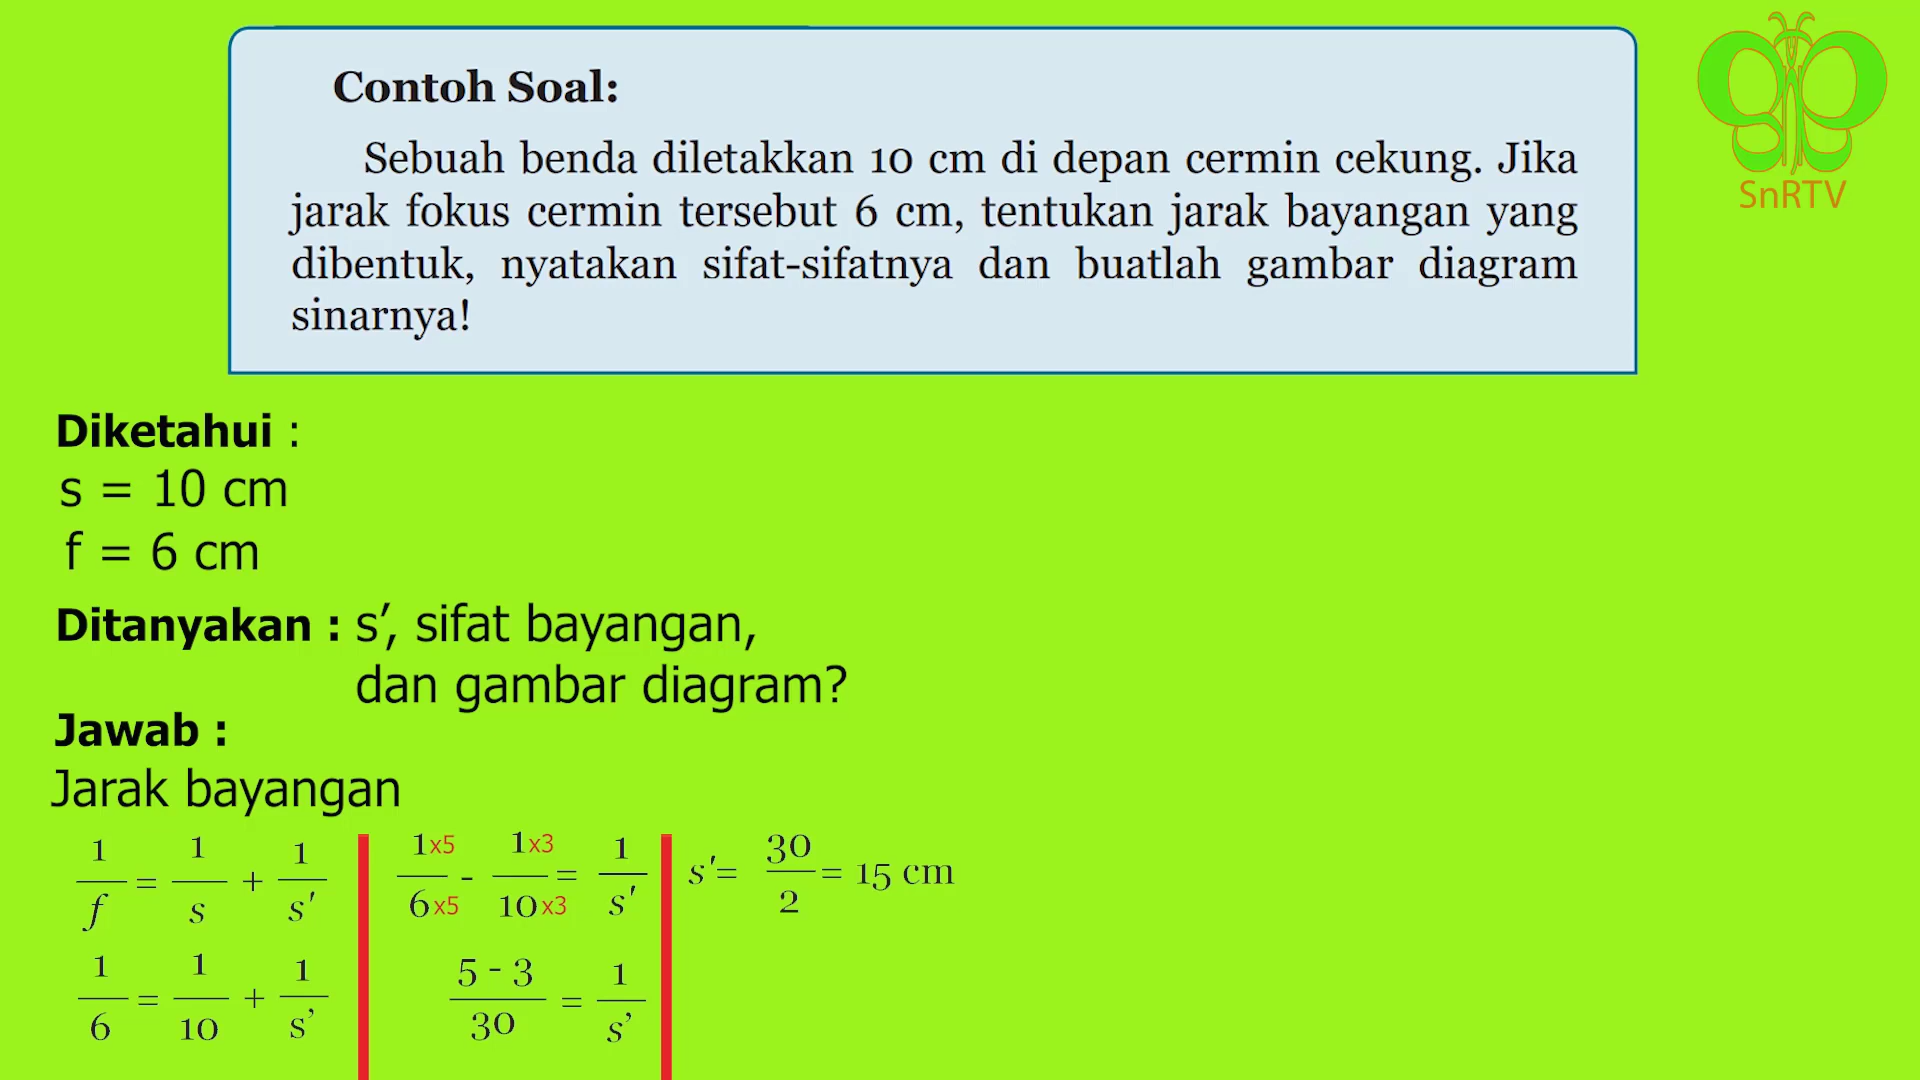 Contoh Soal:
Sebuah benda diletakkan 10 cm di depan cermin cekung. Jika
jarak fokus cermin tersebut 6 cm, tentukan jarak bayangan yang
dibentuk, nyatakan sifat-sifatnya dan buatlah gambar diagram
sinarnya!
SnRTV
Diketahui :
s = 10 cm
f = 6 cm
Ditanyakan : s’, sifat bayangan,
dan gambar diagram?
Jawab :
Jarak bayangan
1/f = 1/s + 1/s'
1/6 = 1/10 + 1/s’
1x5/6x5 - 1x3/10x3 = 1/s'
5 - 3/30 = 1/s’
s'= 30/2 = 15 cm